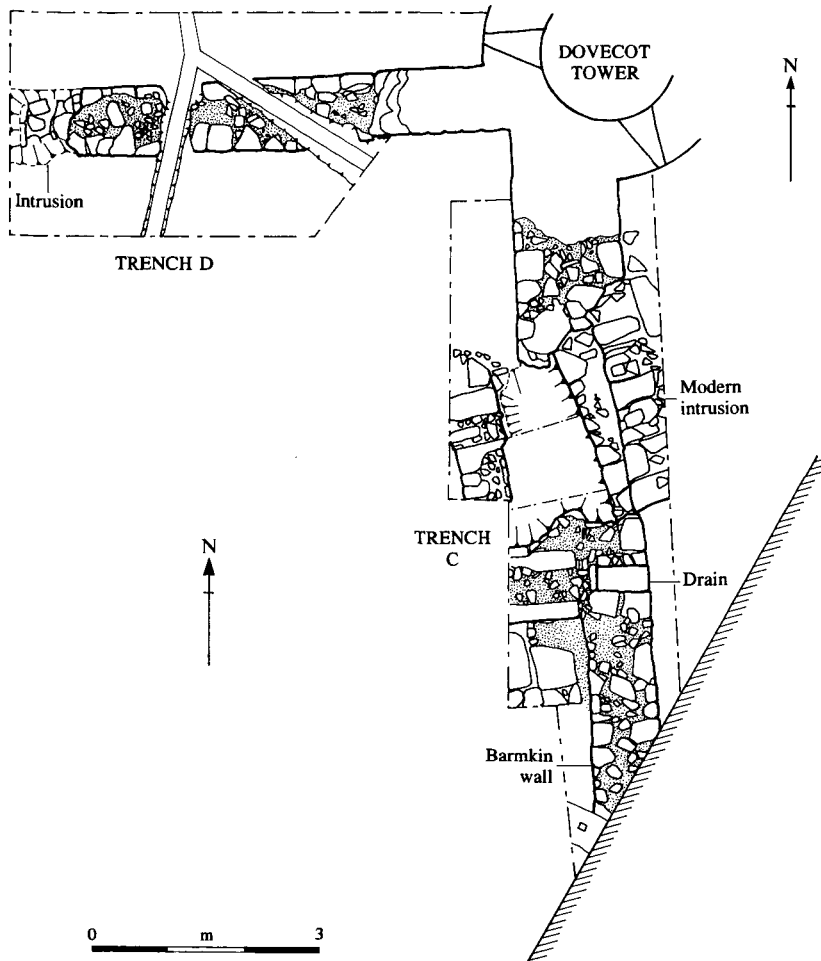 DOVECOT
TOWER
N
Intrusion
TRENCH D
Modern
intrusion
N
TRENCH
C
Drain
Barmkin
wall
0 m 3